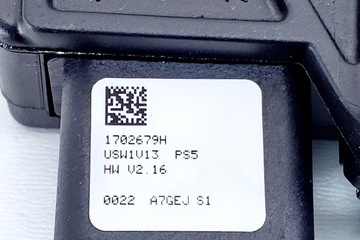 1702679H
USW1V13 PS5
HW V2.16
0022 A7GEJ S1